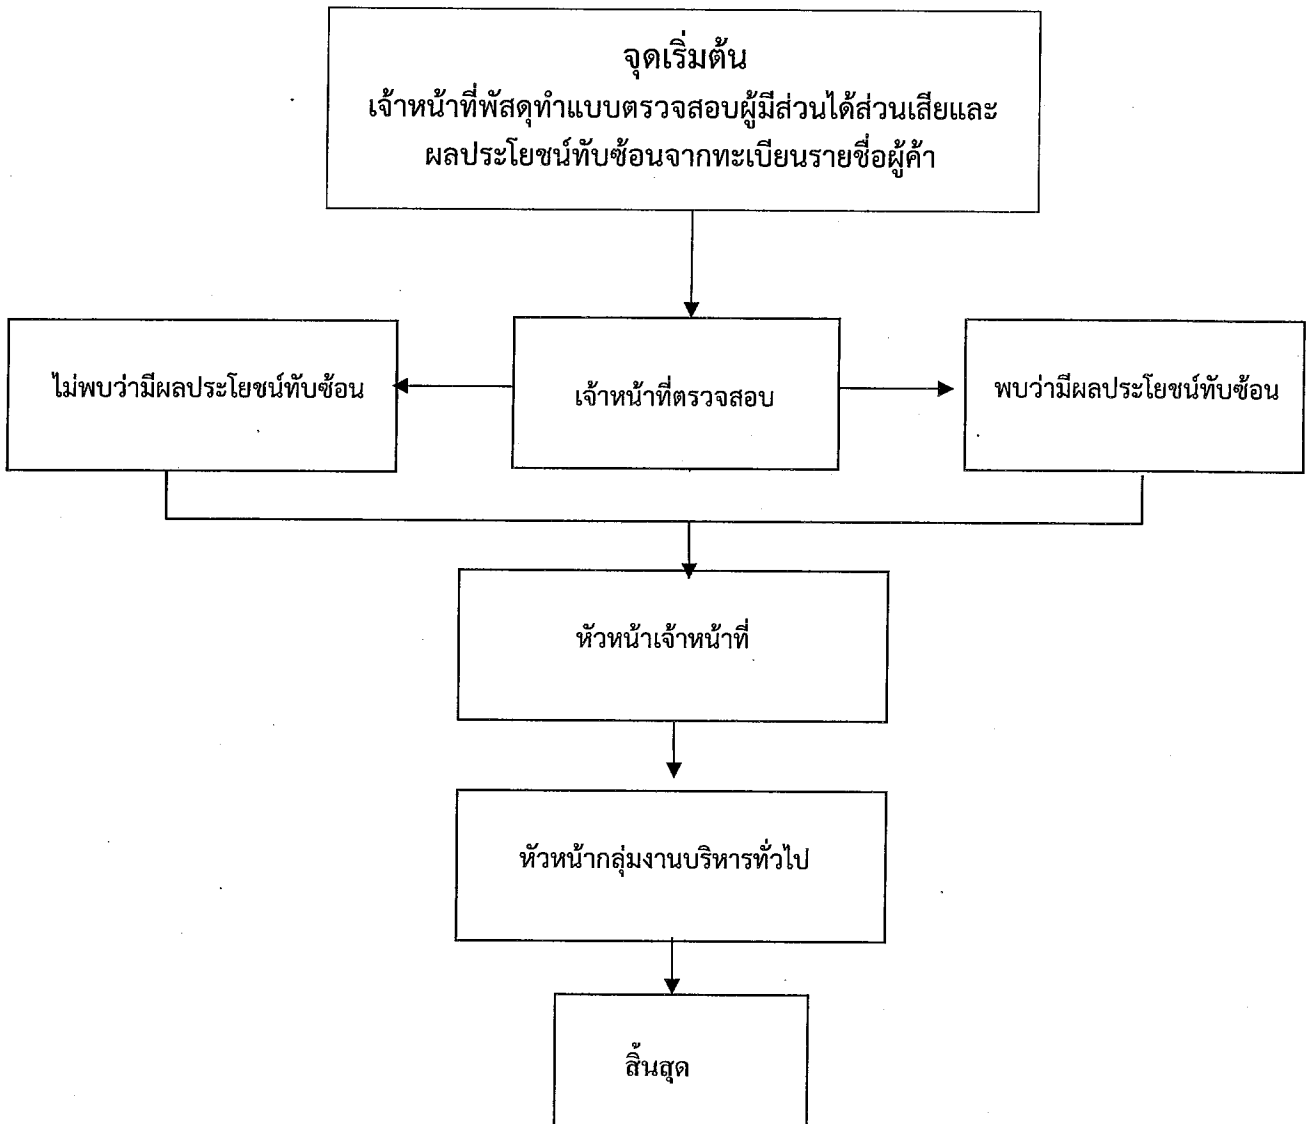 จุดเริ่มต้น
เจ้าหน้าที่พัสดุทำแบบตรวจสอบผู้มีส่วนได้ส่วนเสียและ
ผลประโยชน์ทับซ้อนจากทะเบียนรายชื่อผู้ค้า
ไม่พบว่ามีผลประโยชน์ทับซ้อน
เจ้าหน้าที่ตรวจสอบ
พบว่ามีผลประโยชน์ทับซ้อน
หัวหน้าเจ้าหน้าที่
หัวหน้ากลุ่มงานบริหารทั่วไป
สิ้นสุด